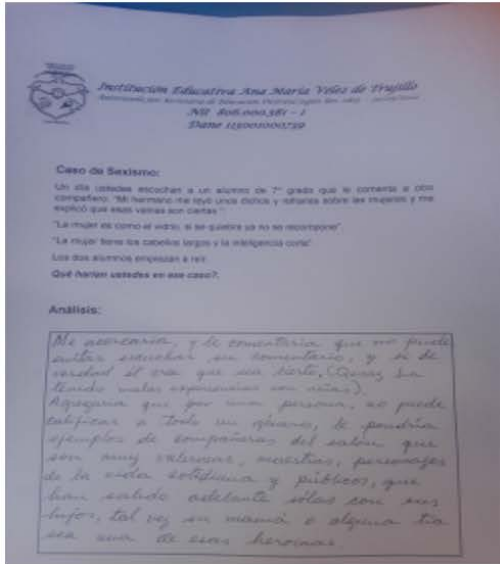 Institución Educativa Ana María Vélez de Trujillo
Nit 806.000.381 - 1
Dane 113001000739
Caso de Sexismo:
Un día ustedes escuchan a un alumno de 7° grado que le comenta a otro
compañero: "Mi hermano me leyó unos dichos y refranes sobre las mujeres y me
explicó que esas vainas son ciertas."
"La mujer es como el vidrio, si se quiebra ya no se recompone"
"La mujer tiene los cabellos largos y la inteligencia corta"
Los dos alumnos empiezan a reír.
Qué harían ustedes en ese caso?.
Análisis:
Me acercaría, y le comentaría que no pude
evitar escuchar su comentario, y si de
verdad él cree que sea cierto, (Quizás ha
tenido malas experiencias con niñas).
Agregaría que por una persona, no puede
calificar a todo un género, le pondría
ejemplos de compañeras del salón que
son muy valiosas, maestras, personajes
de la vida cotidiana y públicos, que
han salido adelante sólas con sus
hijos, tal vez su mamá o alguna tía
sea una de esas heroínas.